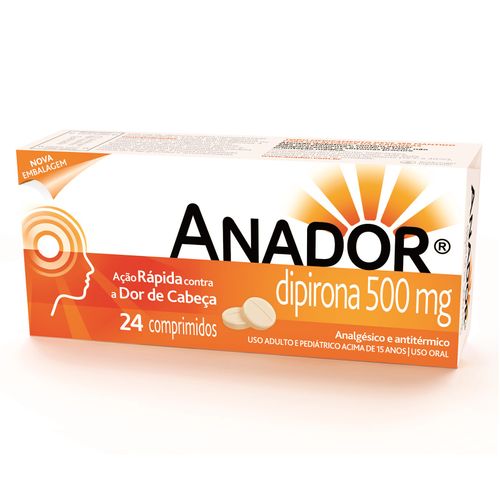 NOVA
EMBALAGEM
ANADOR®
Ação Rápida contra
a Dor de Cabeça
dipirona 500 mg
24 comprimidos
Analgésico e antitérmico
USO ADULTO E PEDIÁTRICO ACIMA DE 15 ANOS | USO ORAL